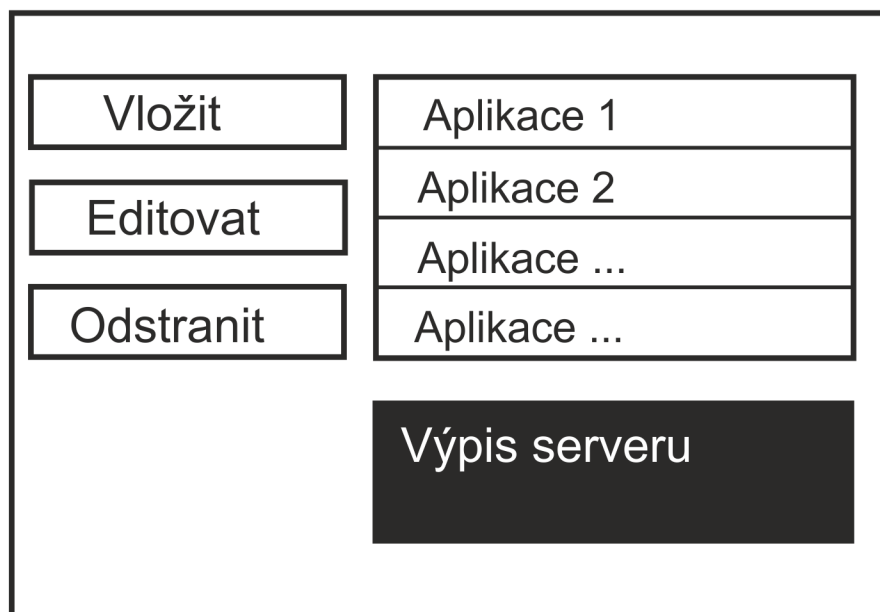 Vložit
Editovat
Odstranit
Aplikace 1
Aplikace 2
Aplikace ...
Aplikace ...
Výpis serveru